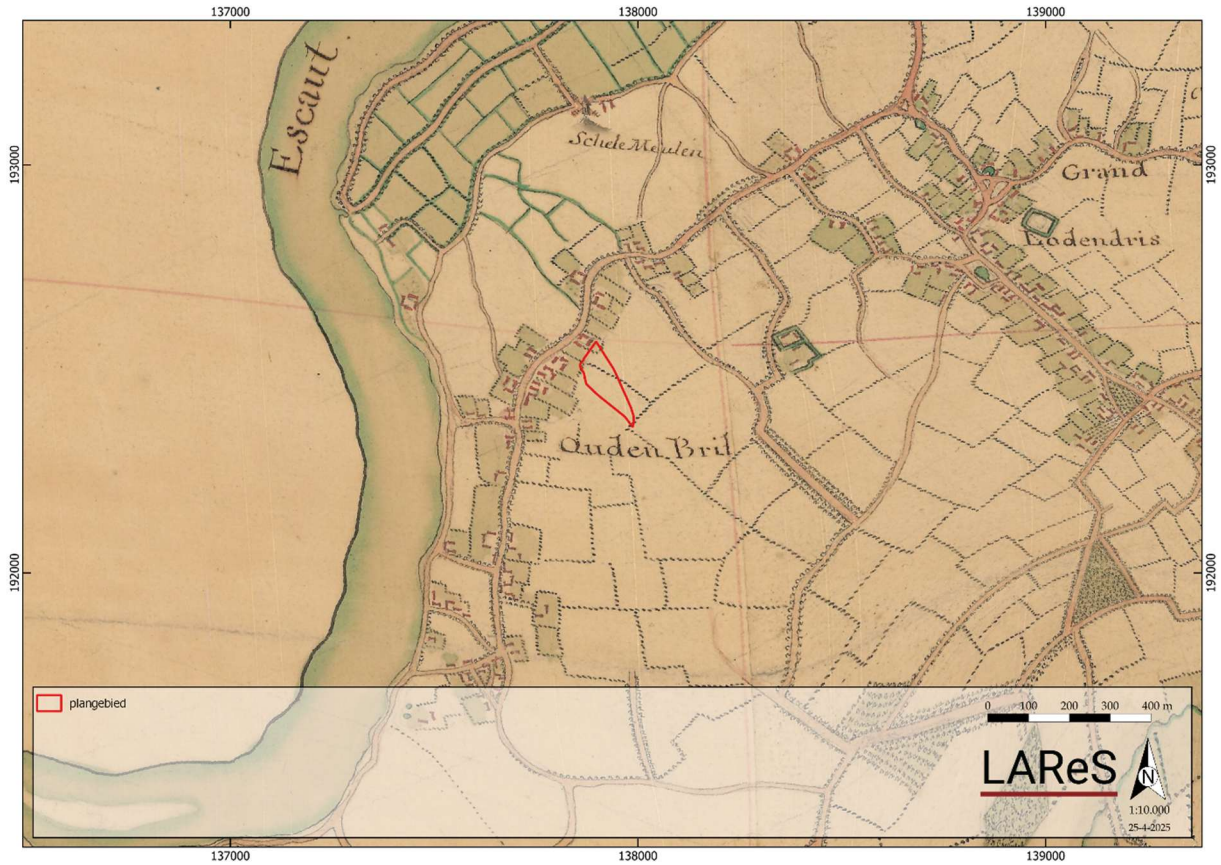 137000
138000
139000
193000
193000
Escaut
Schele Meulen
Grand
Lodendris
Ouden Bril
192000
192000
plangebied
0 100 200 300 400 m
LAReS
N
1:10.000
25-4-2025
137000
138000
139000